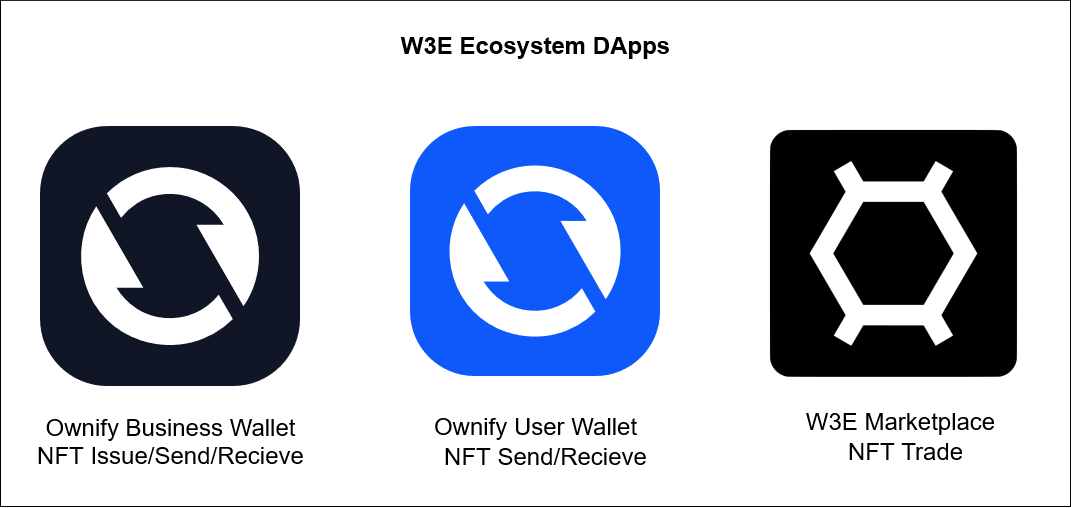 W3E Ecosystem DApps
Ownify Business Wallet
NFT Issue/Send/Recieve
Ownify User Wallet
NFT Send/Recieve
W3E Marketplace
NFT Trade